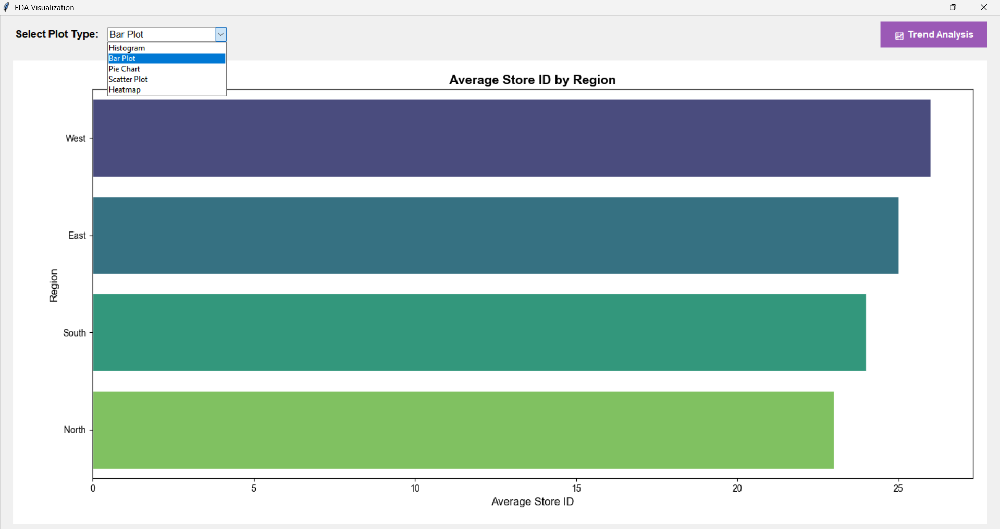 EDA Visualization
Select Plot Type: Bar Plot
Trend Analysis
Histogram
Bar Plot
Pie Chart
Scatter Plot
Heatmap
Average Store ID by Region
West
East
Region
South
North
0 5 10 15 20 25
Average Store ID